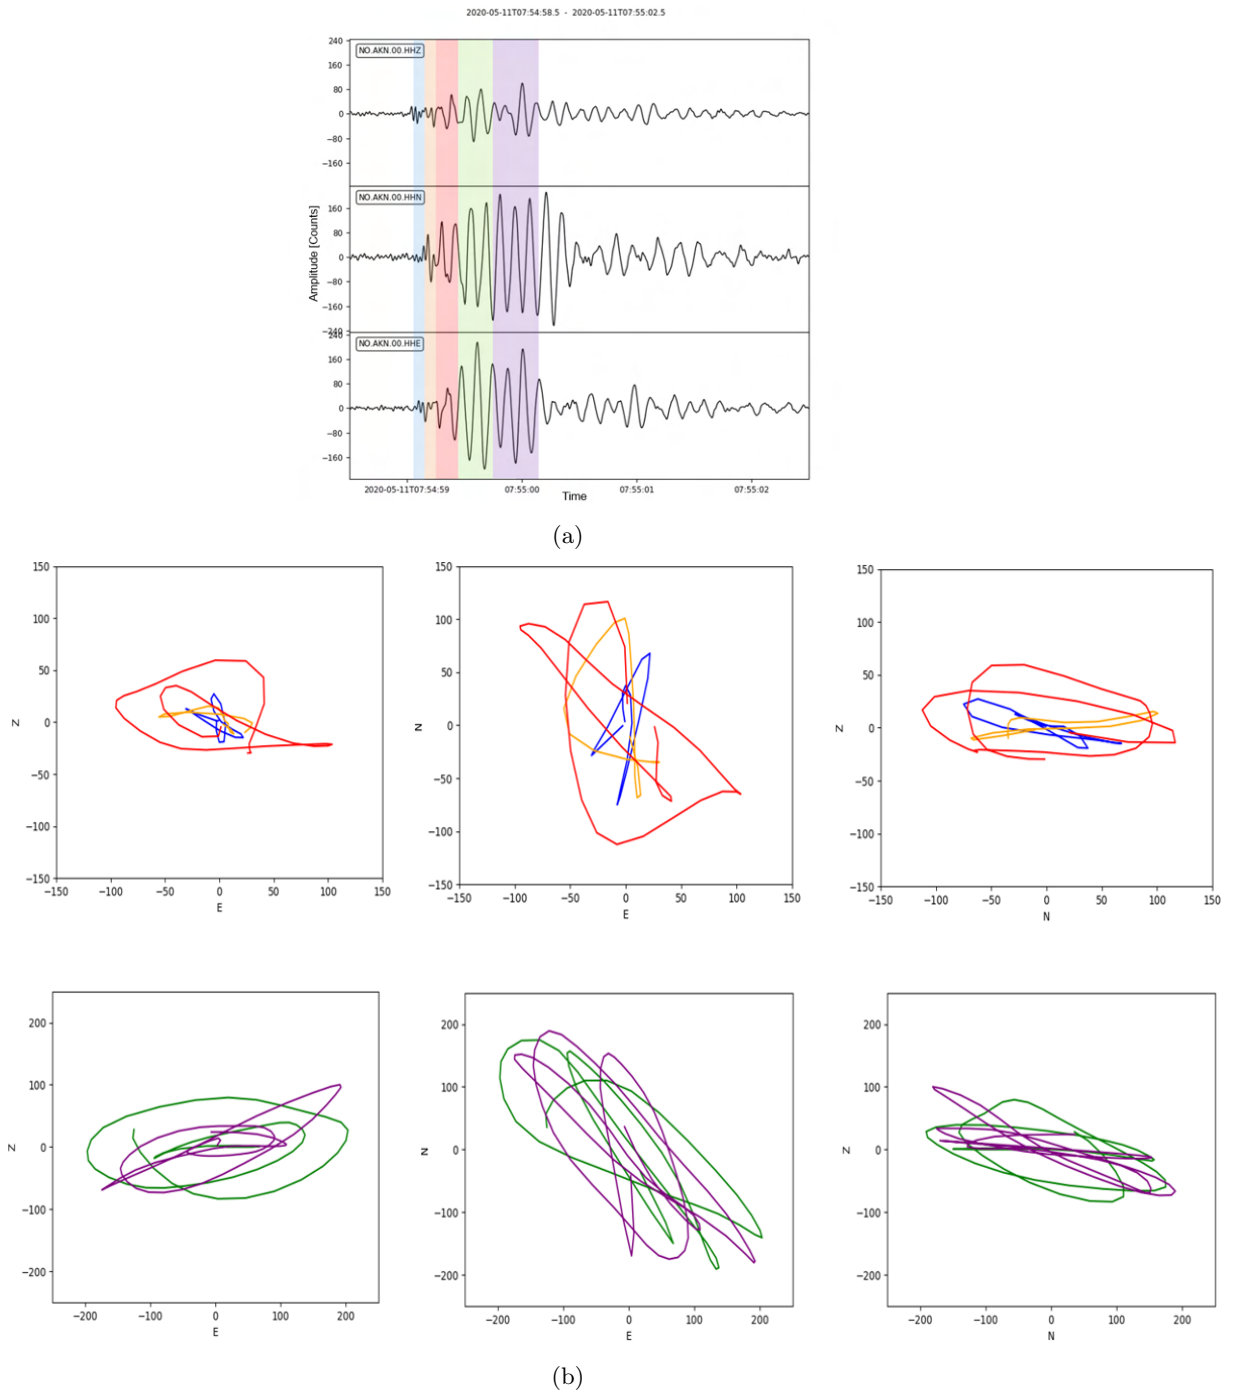 2020-05-11T07:54:58.5 - 2020-05-11T07:55:02.5
NO.AKN.00.HHZ
240
160
80
0
−80
−160
NO.AKN.00.HHN
160
80
0
−80
−160
−240
Amplitude [Counts]
NO.AKN.00.HHE
240
160
80
0
−80
−160
2020-05-11T07:54:59 07:55:00 07:55:01 07:55:02
Time
(a)
150
100
50
0
−50
−100
−150
Z
−150 −100 −50 0 50 100 150
E
150
100
50
0
−50
−100
−150
N
−150 −100 −50 0 50 100 150
E
150
100
50
0
−50
−100
−150
Z
−150 −100 −50 0 50 100 150
N
200
100
0
−100
−200
Z
−200 −100 0 100 200
E
200
100
0
−100
−200
N
−200 −100 0 100 200
E
200
100
0
−100
−200
Z
−200 −100 0 100 200
N
(b)